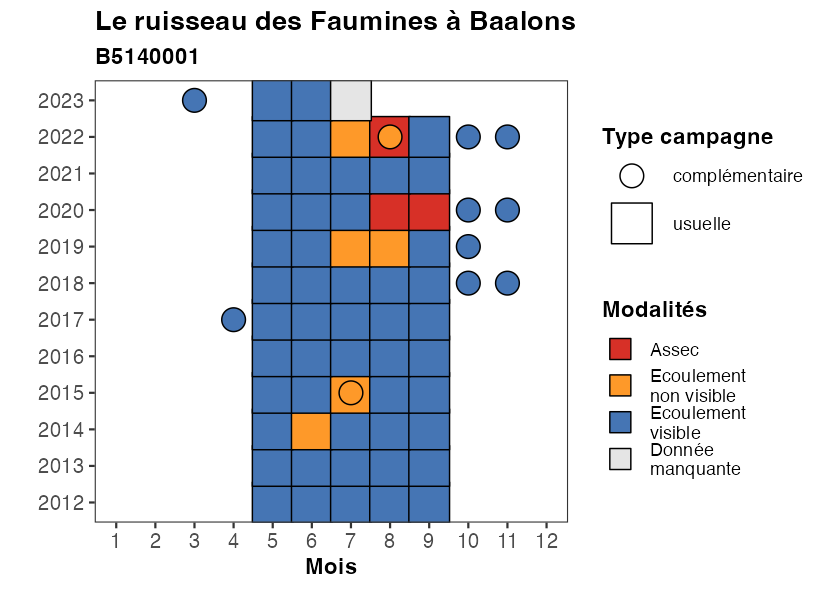 Le ruisseau des Faumines à Baalons
B5140001
2023
2022
2021
2020
2019
2018
2017
2016
2015
2014
2013
2012
1 2 3 4 5 6 7 8 9 10 11 12
Mois
Type campagne
complémentaire
usuelle
Modalités
Assec
Ecoulement
non visible
Ecoulement
visible
Donnée
manquante